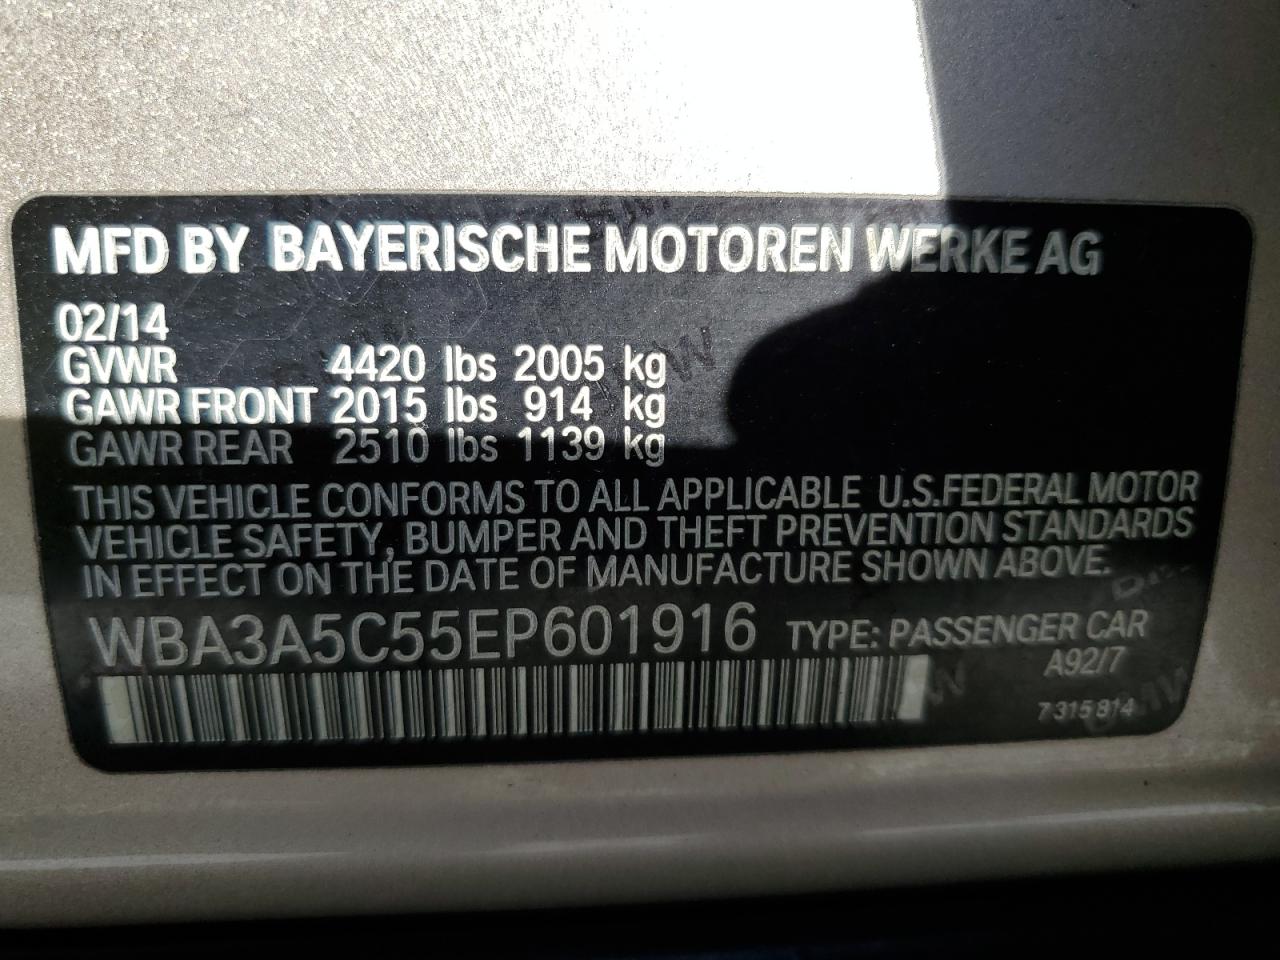 MFD BY BAYERISCHE MOTOREN WERKE AG
02/14
GVWR 4420 lbs 2005 kg
GAWR FRONT 2015 lbs 914 kg
GAWR REAR 2510 lbs 1139 kg
THIS VEHICLE CONFORMS TO ALL APPLICABLE U.S.FEDERAL MOTOR
VEHICLE SAFETY, BUMPER AND THEFT PREVENTION STANDARDS
IN EFFECT ON THE DATE OF MANUFACTURE SHOWN ABOVE.
WBA3A5C55EP601916 TYPE: PASSENGER CAR
A92/7
7 315 814